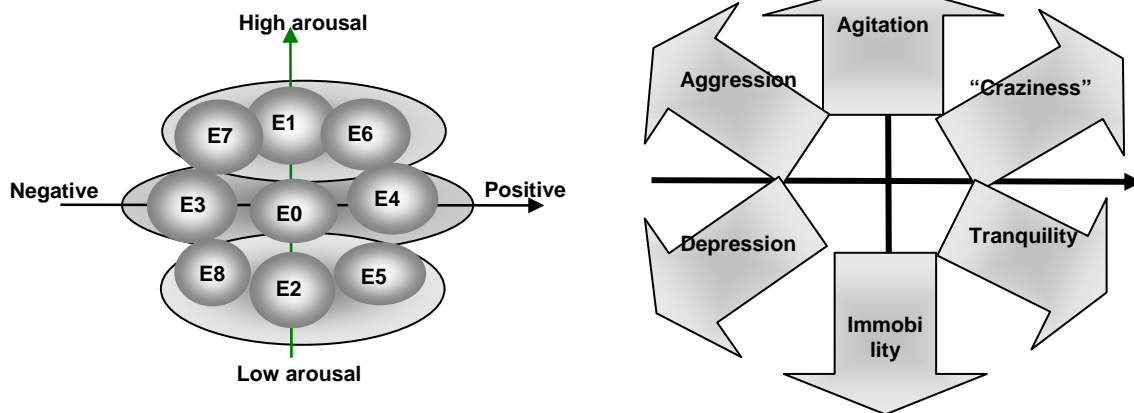 High arousal
E7
E1
E6
Negative
Positive
E3
E0
E4
E8
E2
E5
Low arousal
Agitation
Aggression
“Craziness”
Depression
Tranquility
Immobi
lity